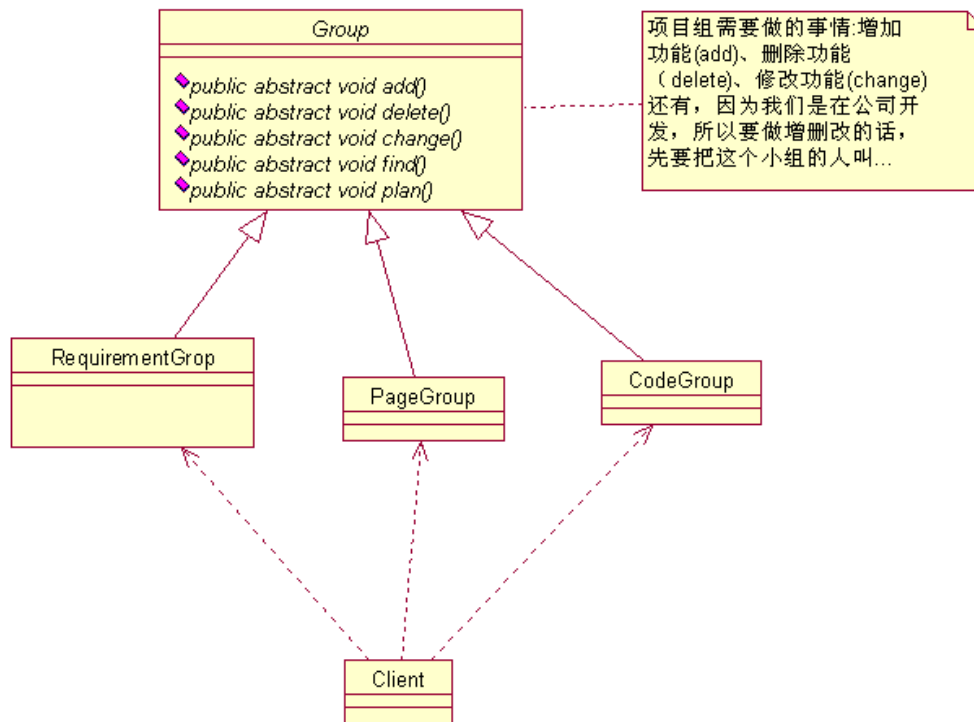 Group
public abstract void add()
public abstract void delete()
public abstract void change()
public abstract void find()
public abstract void plan()
项目组需要做的事情:增加
功能(add)、删除功能
（delete)、修改功能(change)
还有，因为我们是在公司开
发，所以要做增删改的话，
先要把这个小组的人叫...
RequirementGrop
PageGroup
CodeGroup
Client